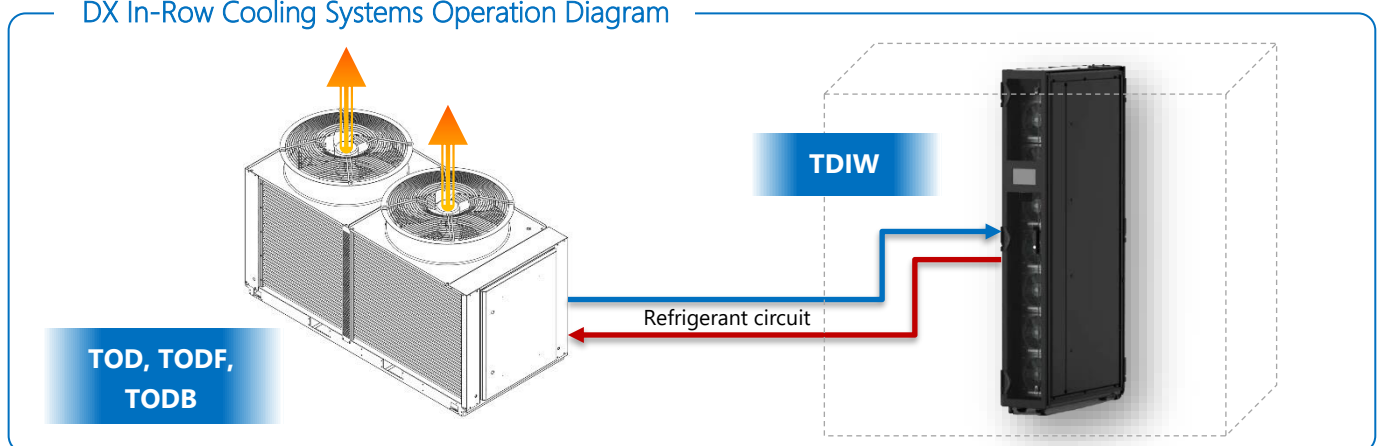 DX In-Row Cooling Systems Operation Diagram
TDIW
Refrigerant circuit
TOD, TODF,
TODB